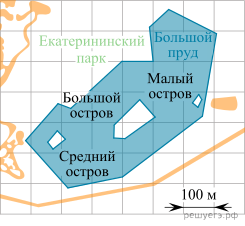 Екатерининский
парк
Большой
пруд
Малый
остров
Большой
остров
Средний
остров
100 м
решуегэ.рф